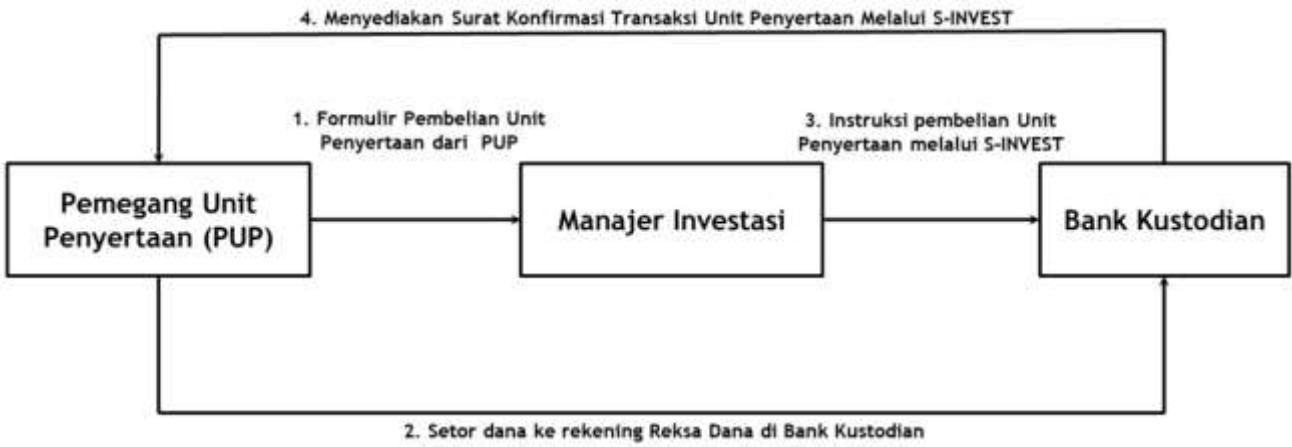 4. Menyediakan Surat Konfirmasi Transaksi Unit Penyertaan Melalui S-INVEST
1. Formulir Pembelian Unit
Penyertaan dari PUP
3. Instruksi pembelian Unit
Penyertaan melalui S-INVEST
Pemegang Unit
Penyertaan (PUP)
Manajer Investasi
Bank Kustodian
2. Setor dana ke rekening Reksa Dana di Bank Kustodian